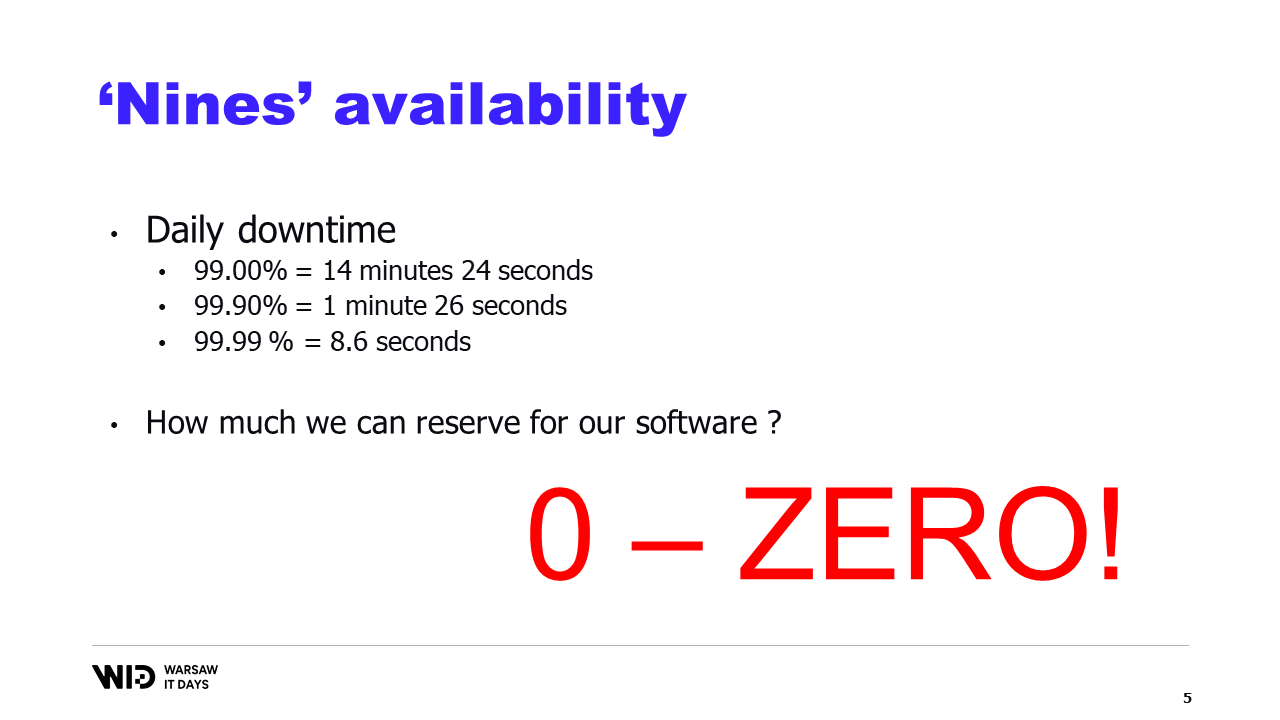 ‘Nines’ availability
• Daily downtime
• 99.00% = 14 minutes 24 seconds
• 99.90% = 1 minute 26 seconds
• 99.99 % = 8.6 seconds
• How much we can reserve for our software ?
0 – ZERO!
WID WARSAW
IT DAYS
5